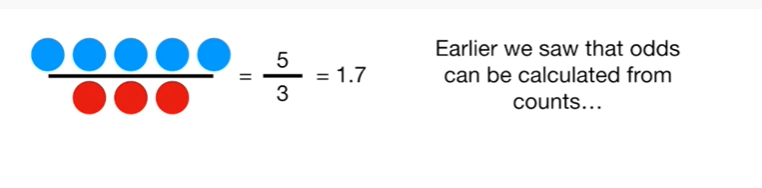 = 5/3 = 1.7
Earlier we saw that odds
can be calculated from
counts...